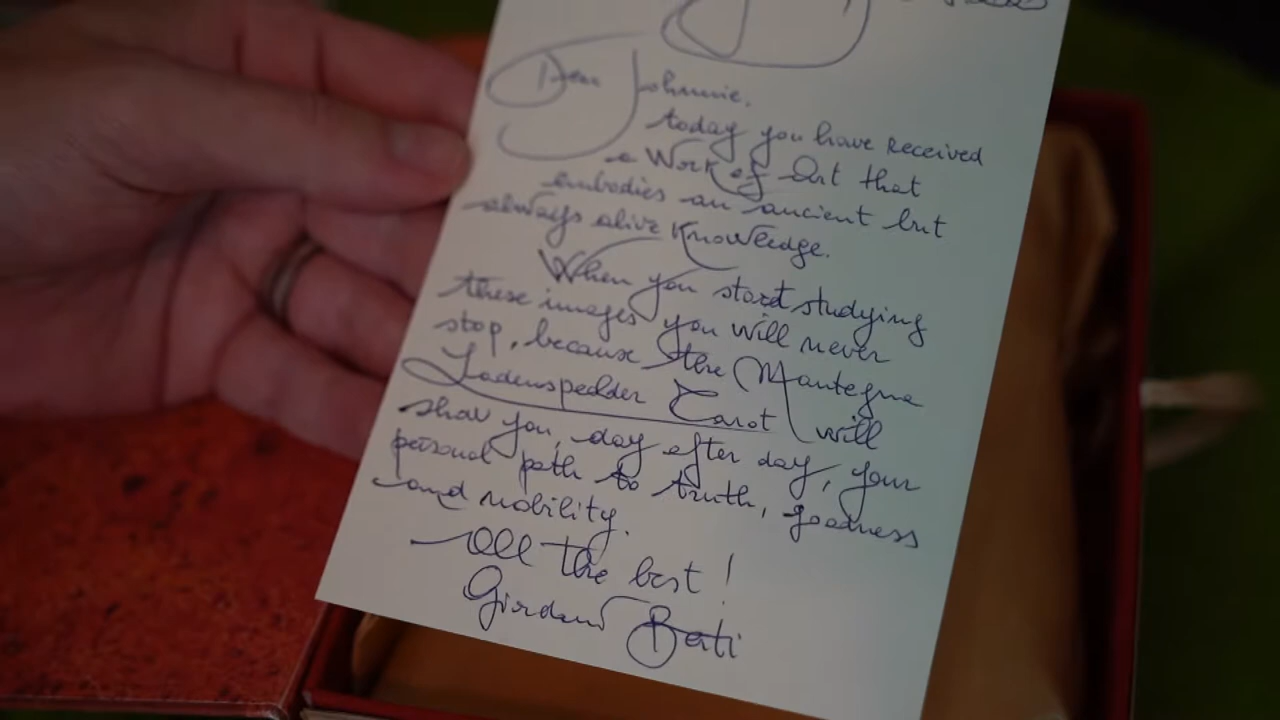 Dear Johnnie,
today you have received
a Work of Art that
embodies an ancient but
always alive Knowledge.
When you start studying
these images you will never
stop, because the Mantegna
Ladenspelder Tarot will
show you, day after day, your
personal path to truth, goodness
and nobility.
All the best!
Giordano Berti